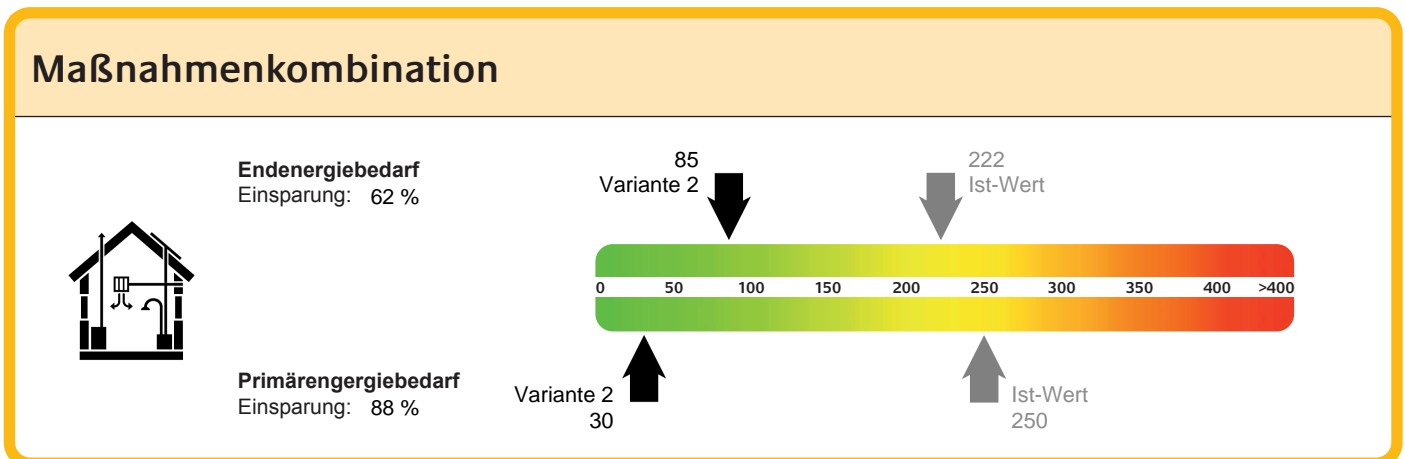 Maßnahmenkombination
Endenergiebedarf
Einsparung: 62 %
85
Variante 2
222
Ist-Wert
0 50 100 150 200 250 300 350 400 >400
Primärengergiebedarf
Einsparung: 88 %
Variante 2
30
Ist-Wert
250